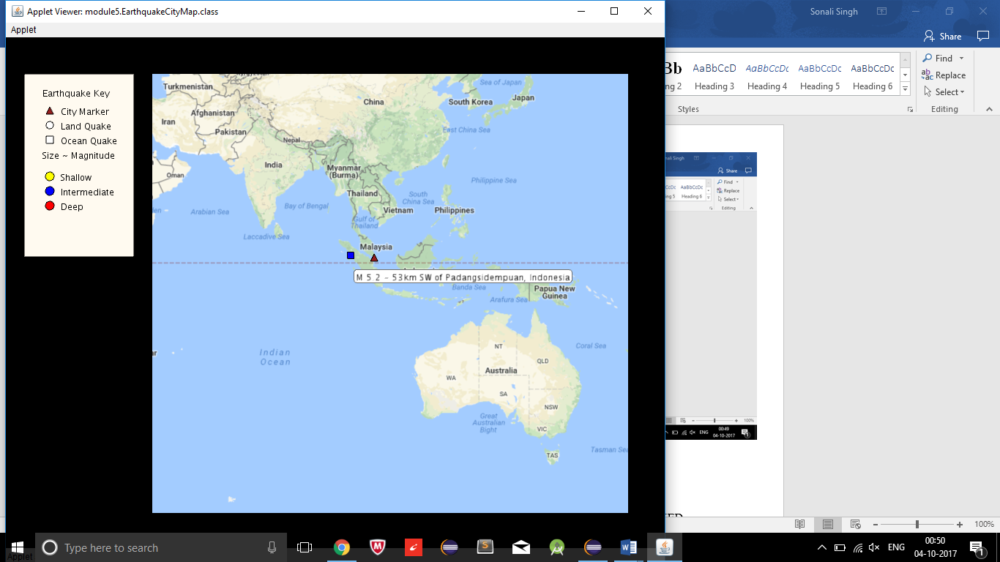 Applet Viewer: module5.EarthquakeCityMap.class
Applet
Earthquake Key
City Marker
Land Quake
Ocean Quake
Size ~ Magnitude
Shallow
Intermediate
Deep
Turkmenistan
Afghanistan
Iran
Pakistan
Nepal
India
Oman
Arabian Sea
Laccadive Sea
Bay of Bengal
China
Myanmar
(Burma)
Thailand
Vietnam
Gulf of
Thailand
South
China Sea
Philippines
Philippine Sea
East China Sea
South Korea
Japan
Sea of Japan
Malaysia
M 5.2 - 53km SW of Padangsidempuan, Indonesia
Banda Sea
Arafura Sea
Papua New
Guinea
Indian
Ocean
Coral Sea
NT
QLD
WA
Australia
SA
NSW
VIC
TAS
Great
Australian
Bight
Tasman Sea
Sonali Singh
Share
AaBbCcD
AaBbCcDc
AaBbCcDc
AaBbCcDc
ng 2
Heading 3
Heading 4
Heading 5
Heading 6
Styles
Find
Replace
Select
Editing
nali Singh
Share
AaBbCcDc
ng 5
Heading 6
Find
Replace
Select
Editing
100%
ENG
00:49
04-10-2017
100%
Type here to search
ENG
00:50
04-10-2017
Applet